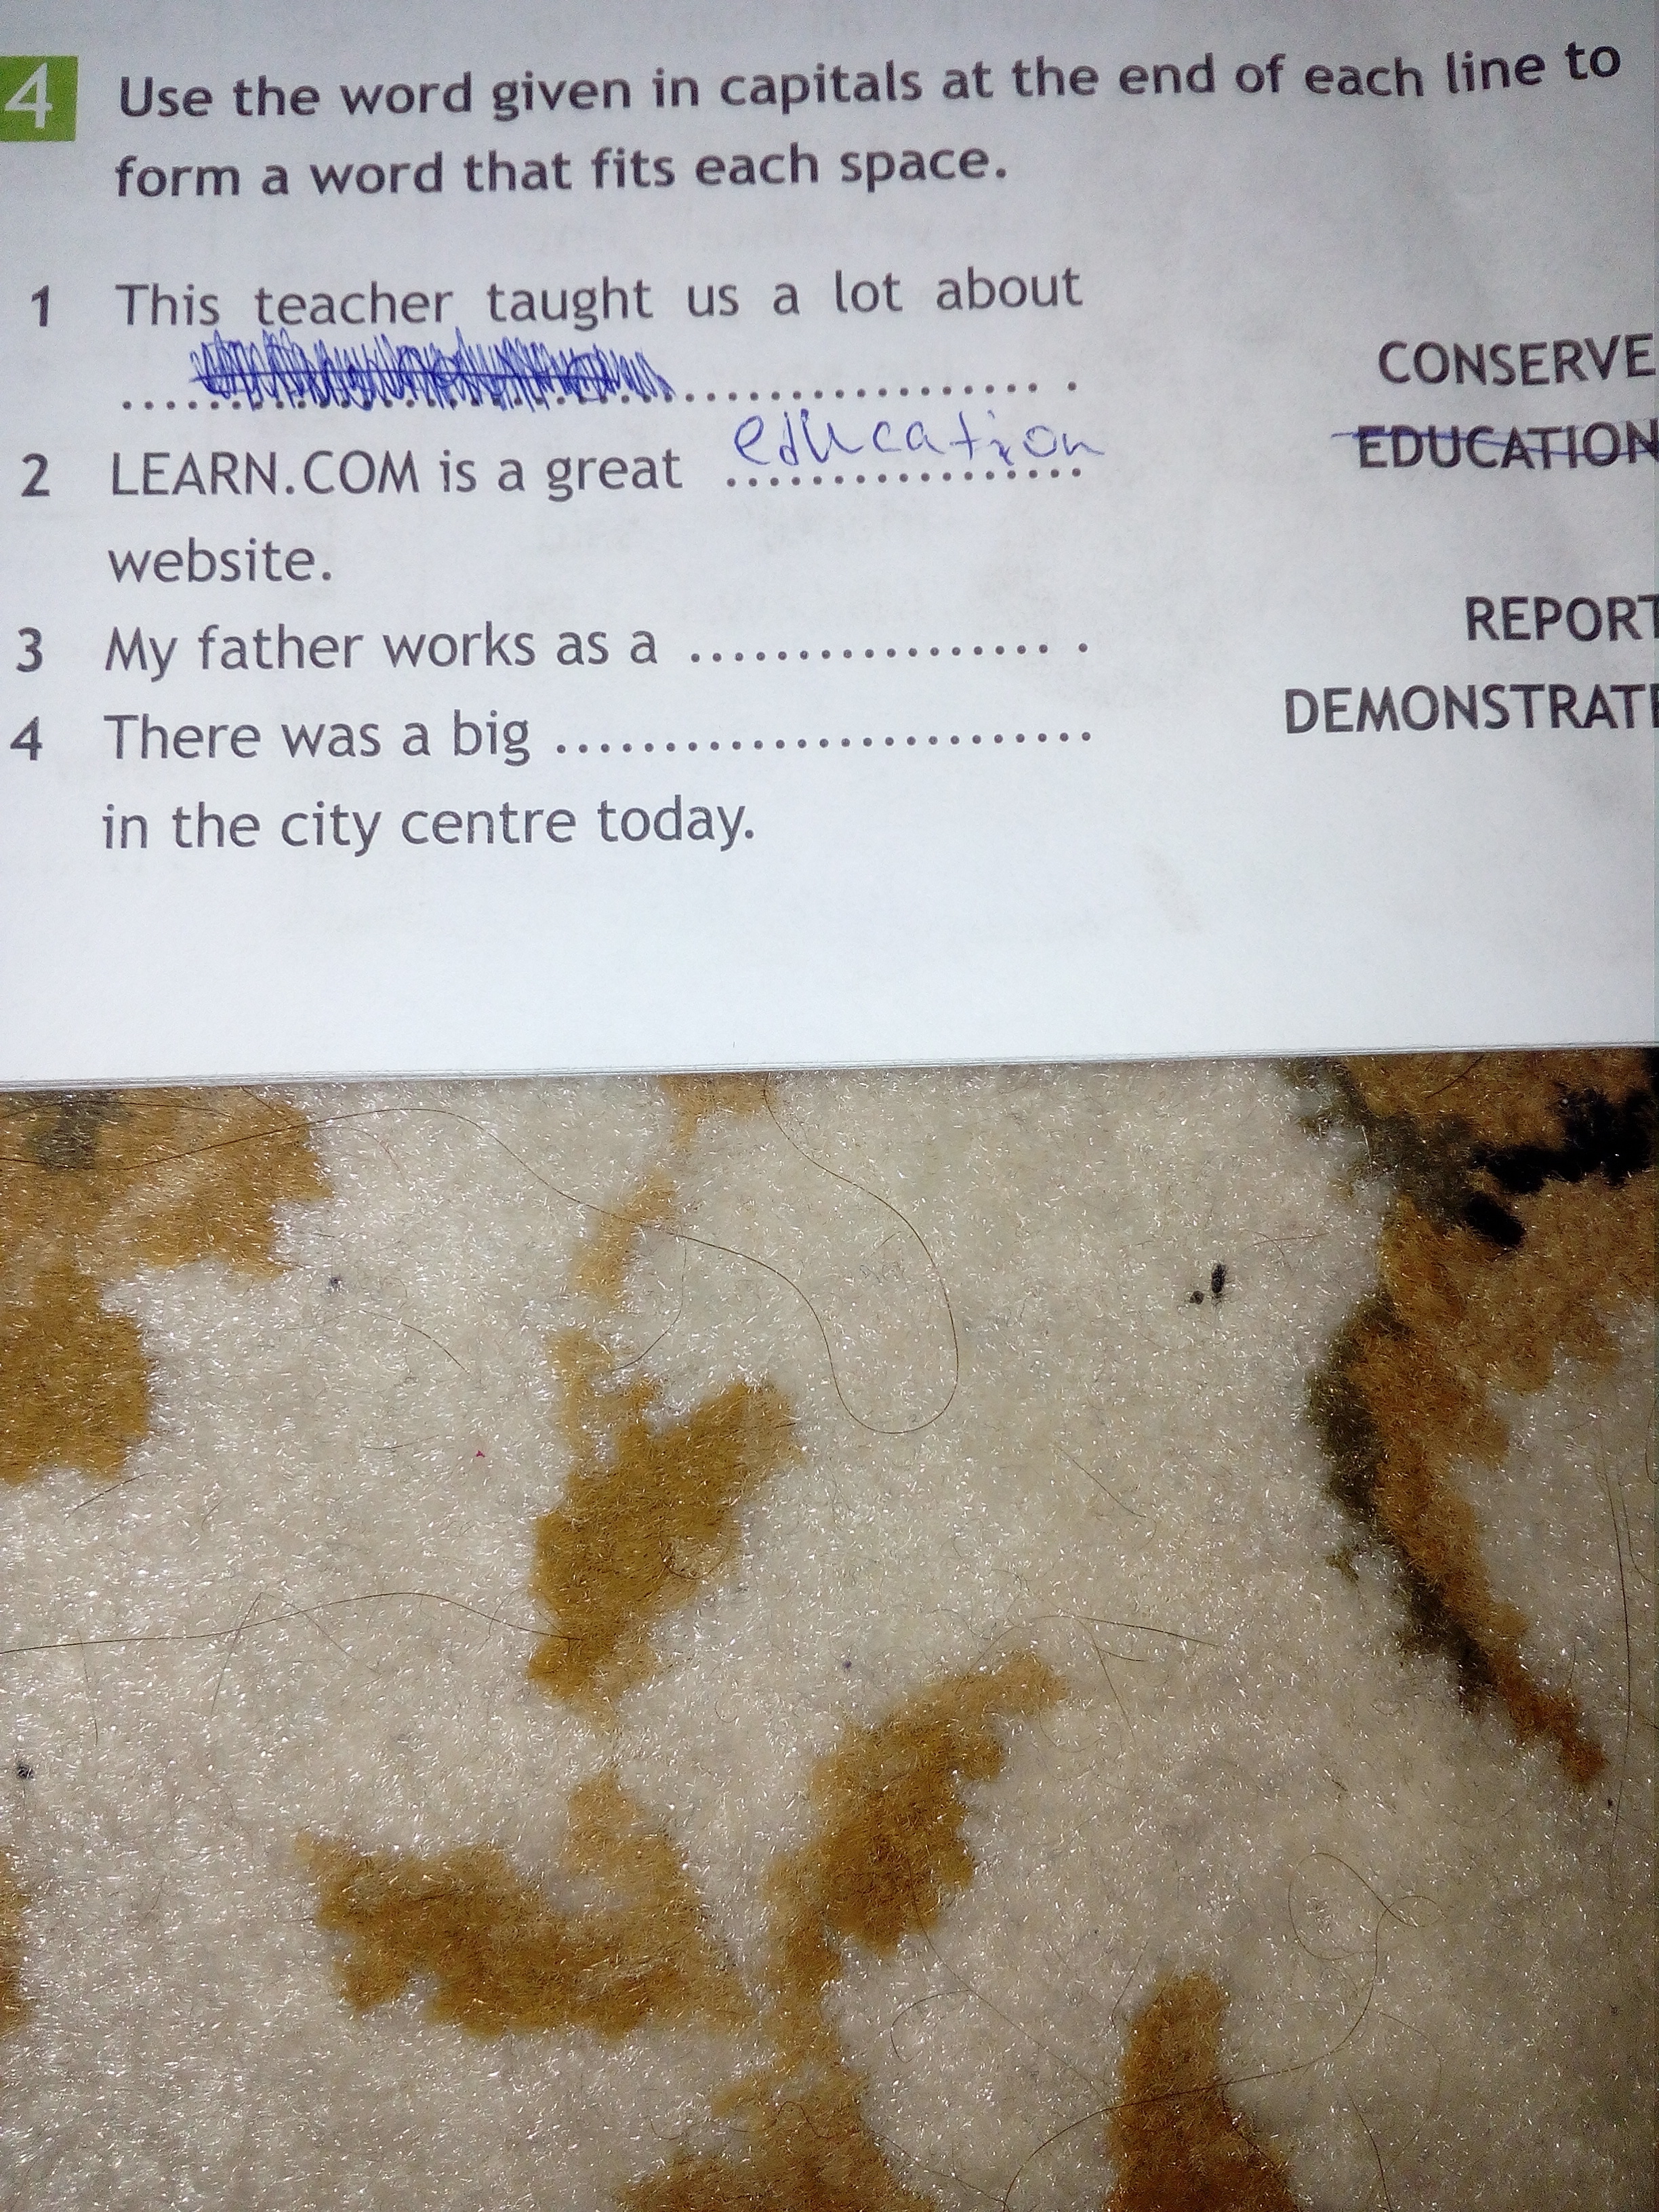 4 Use the word given in capitals at the end of each line to
form a word that fits each space.
1 This teacher taught us a lot about
.................................... . CONSERVE
2 LEARN.COM is a great education EDUCATION
website.
3 My father works as a ................. . REPORT
4 There was a big ......................... DEMONSTRATE
in the city centre today.